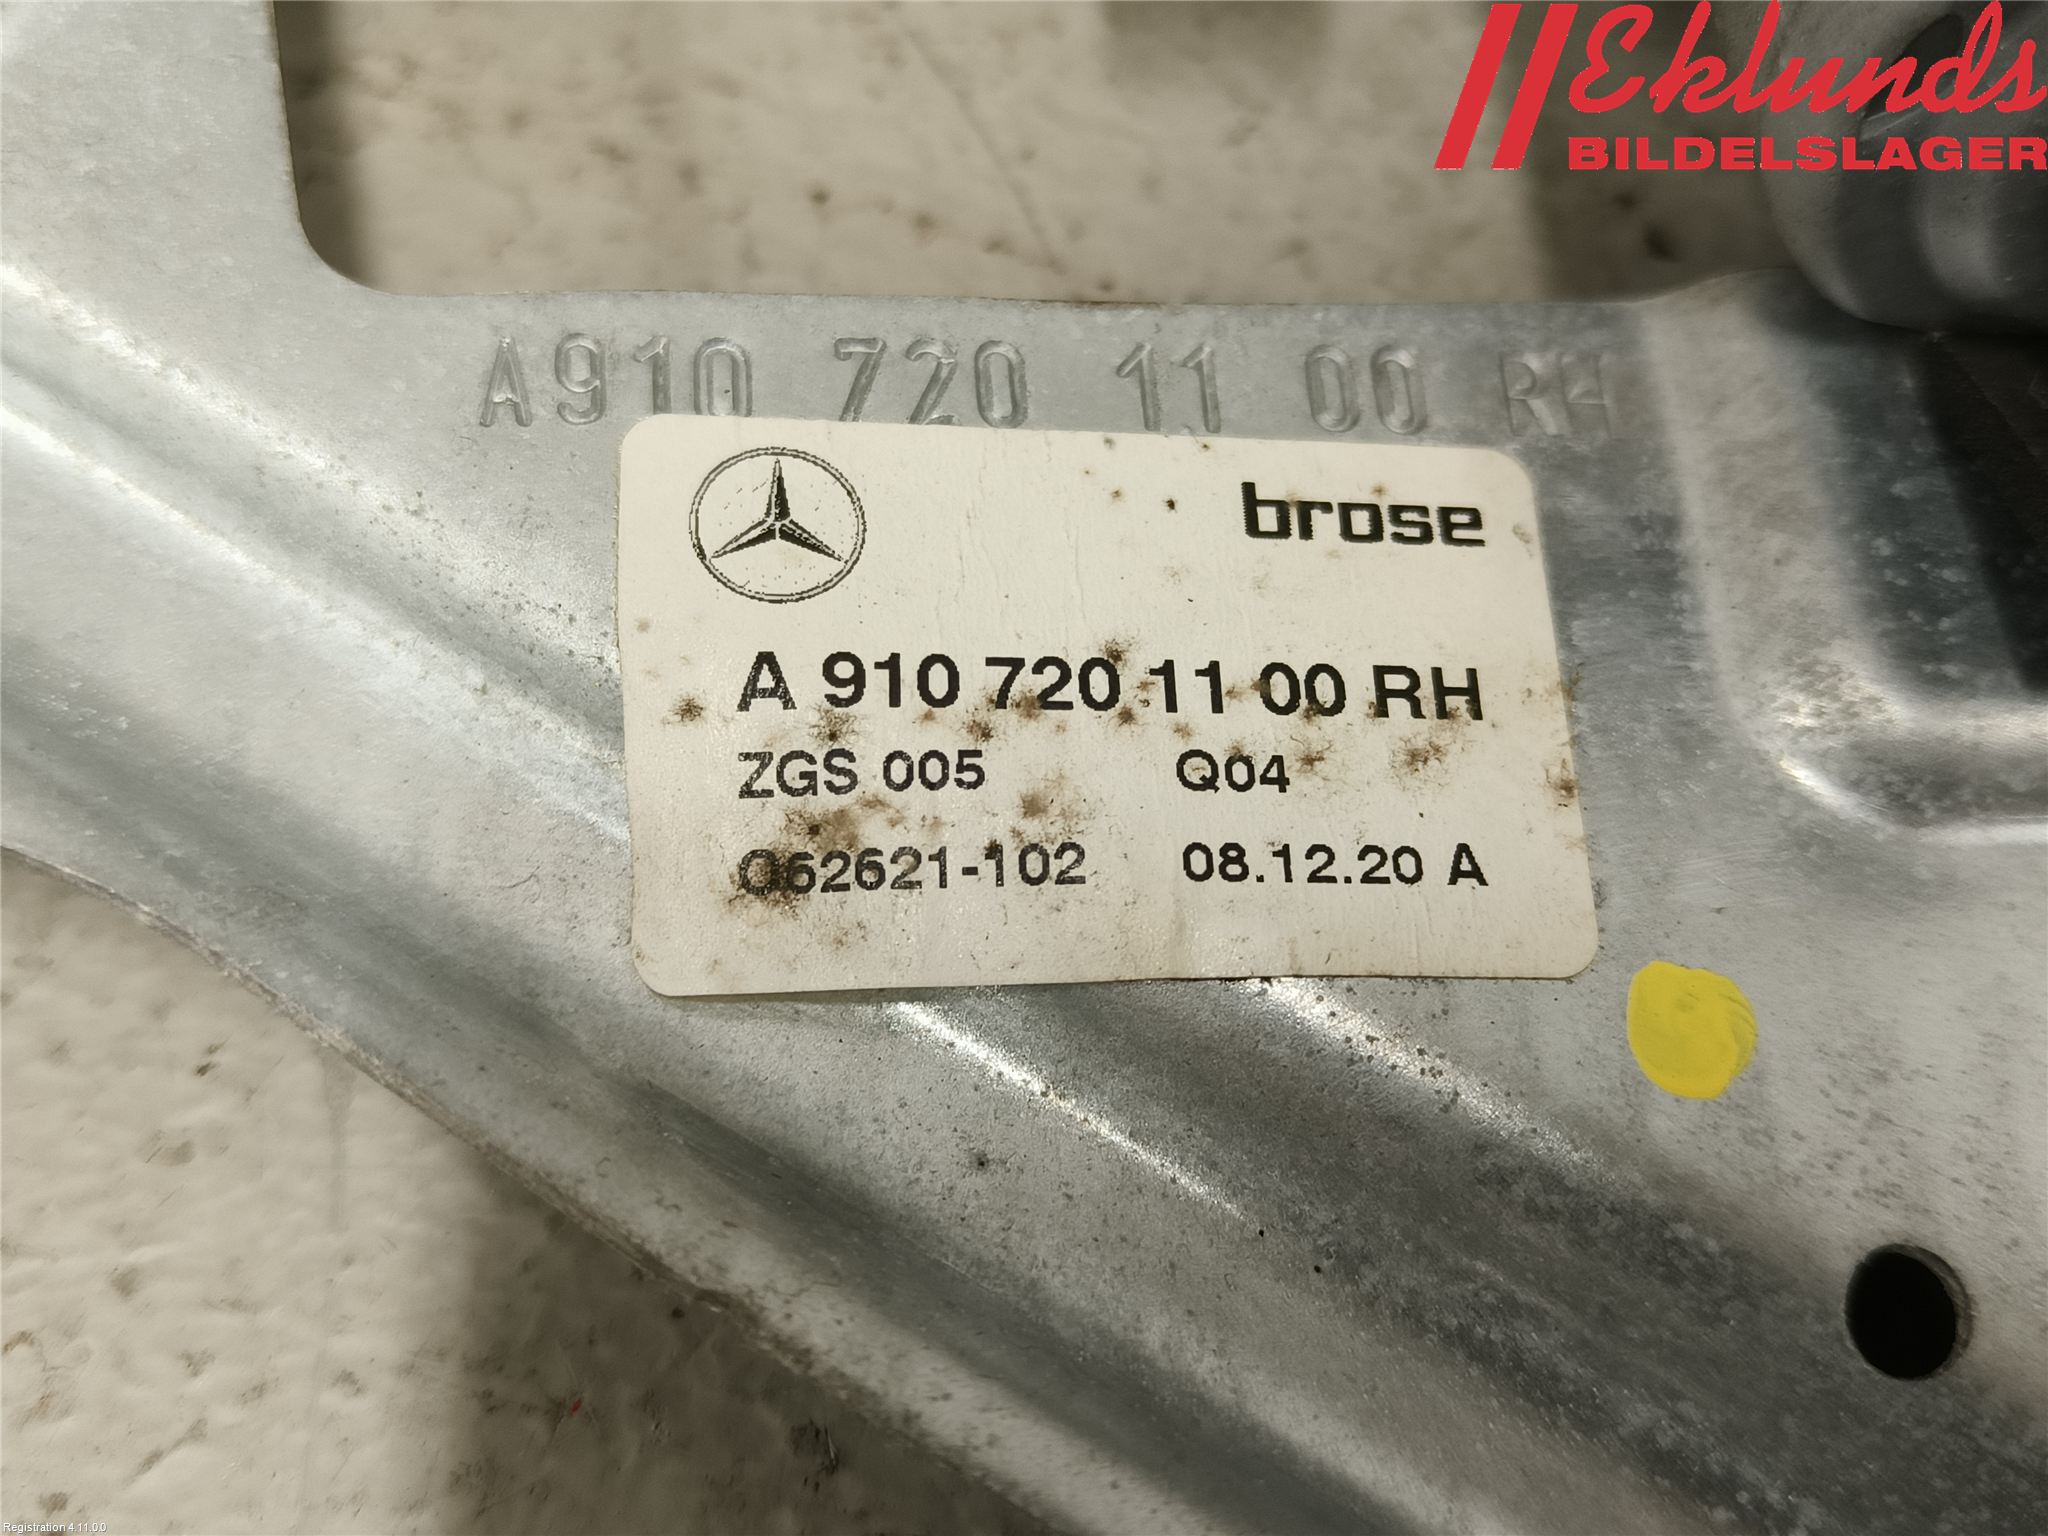 Eklunds
BILDELSLAGER
A910 720 11 00 RH
brose
A 910 720 11 00 RH
ZGS 005 Q04
C62621-102 08.12.20 A
Registration 4.11.0.0